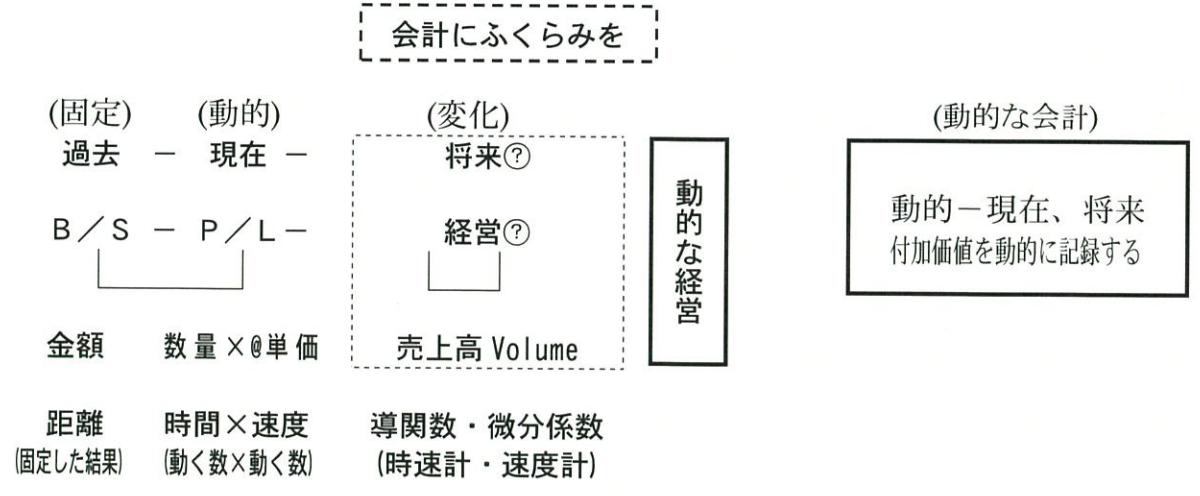 会計にふくらみを
(固定) (動的) (変化) (動的な会計)
過去 － 現在 － 将来?
B／S － P／L－ 経営?
動的な経営
動的－現在、将来
付加価値を動的に記録する
金額 数量×@単価 売上高 Volume
距離 時間×速度 導関数・微分係数
(固定した結果) (動く数×動く数) (時速計・速度計)